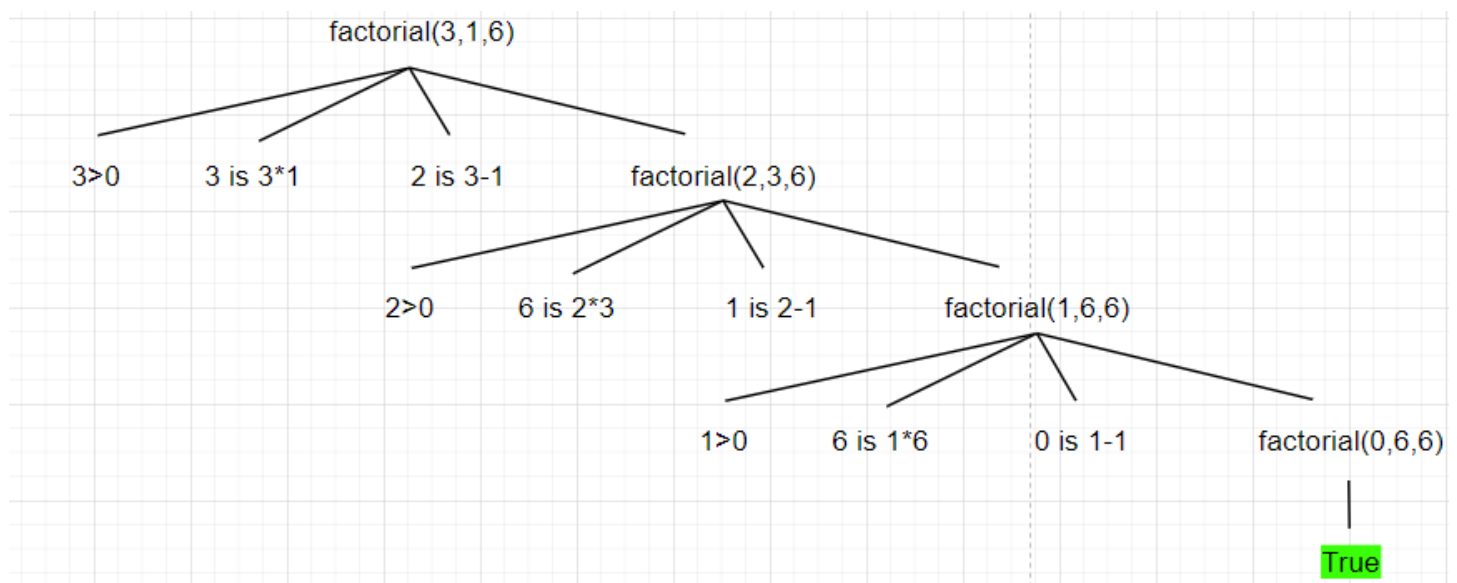 factorial(3,1,6)
3>0 3 is 3*1 2 is 3-1 factorial(2,3,6)
2>0 6 is 2*3 1 is 2-1 factorial(1,6,6)
1>0 6 is 1*6 0 is 1-1 factorial(0,6,6)
True